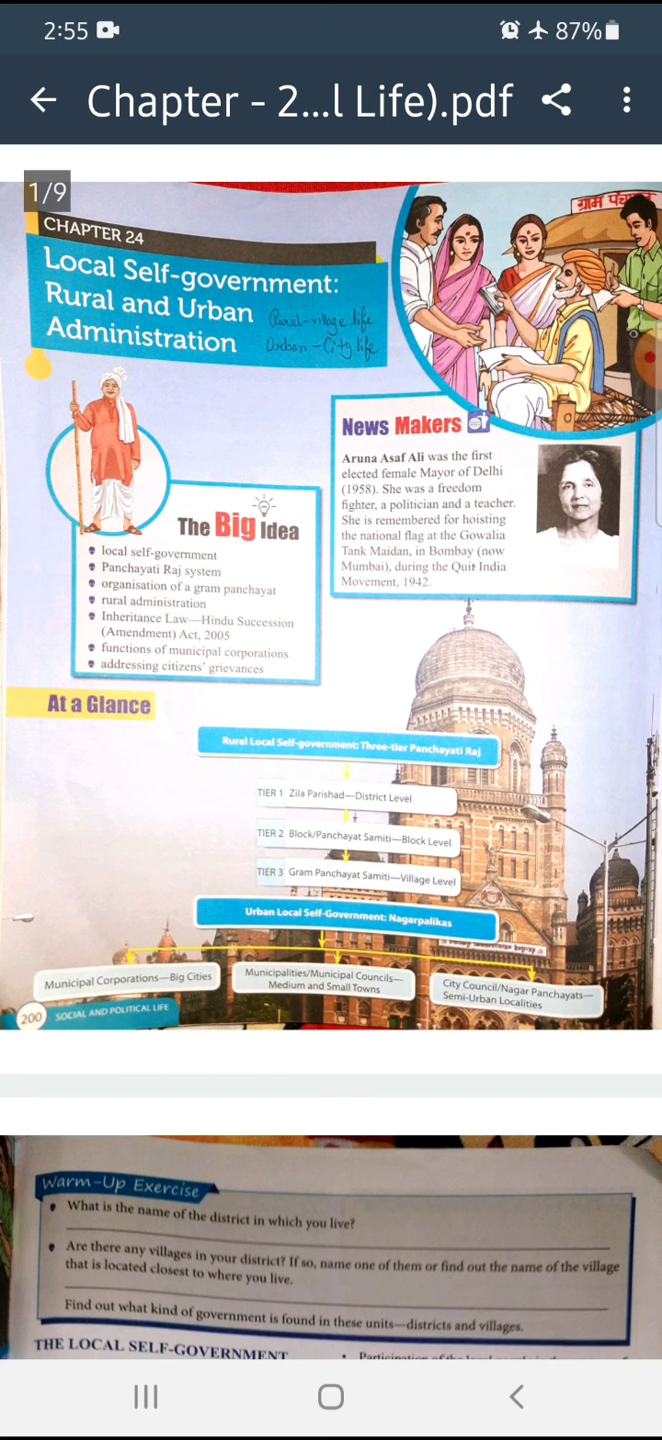 2:55
87%
Chapter - 2...l Life).pdf
1/9
CHAPTER 24
Local Self-government:
Rural and Urban
Administration
Rural-village life
Urban-City life
News Makers
Aruna Asaf Ali was the first
elected female Mayor of Delhi
(1958). She was a freedom
fighter, a politician and a teacher.
She is remembered for hoisting
the national flag at the Gowalia
Tank Maidan, in Bombay (now
Mumbai), during the Quit India
Movement, 1942.
The Big Idea
local self-government
Panchayati Raj system
organisation of a gram panchayat
rural administration
Inheritance Law—Hindu Succession
(Amendment) Act, 2005
functions of municipal corporations
addressing citizens' grievances
At a Glance
Rural Local Self-government: Three-tier Panchayati Raj
TIER 1 Zila Parishad—District Level
TIER 2 Block/Panchayat Samiti—Block Level
TIER 3 Gram Panchayat Samiti—Village Level
Urban Local Self-Government: Nagarpalikas
Municipal Corporations—Big Cities
Municipalities/Municipal Councils—
Medium and Small Towns
City Council/Nagar Panchayats—
Semi-Urban Localities
200 SOCIAL AND POLITICAL LIFE
Warm-Up Exercise
What is the name of the district in which you live?
Are there any villages in your district? If so, name one of them or find out the name of the village
that is located closest to where you live.
Find out what kind of government is found in these units—districts and villages.
THE LOCAL SELF-GOVERNMENT
ग्राम